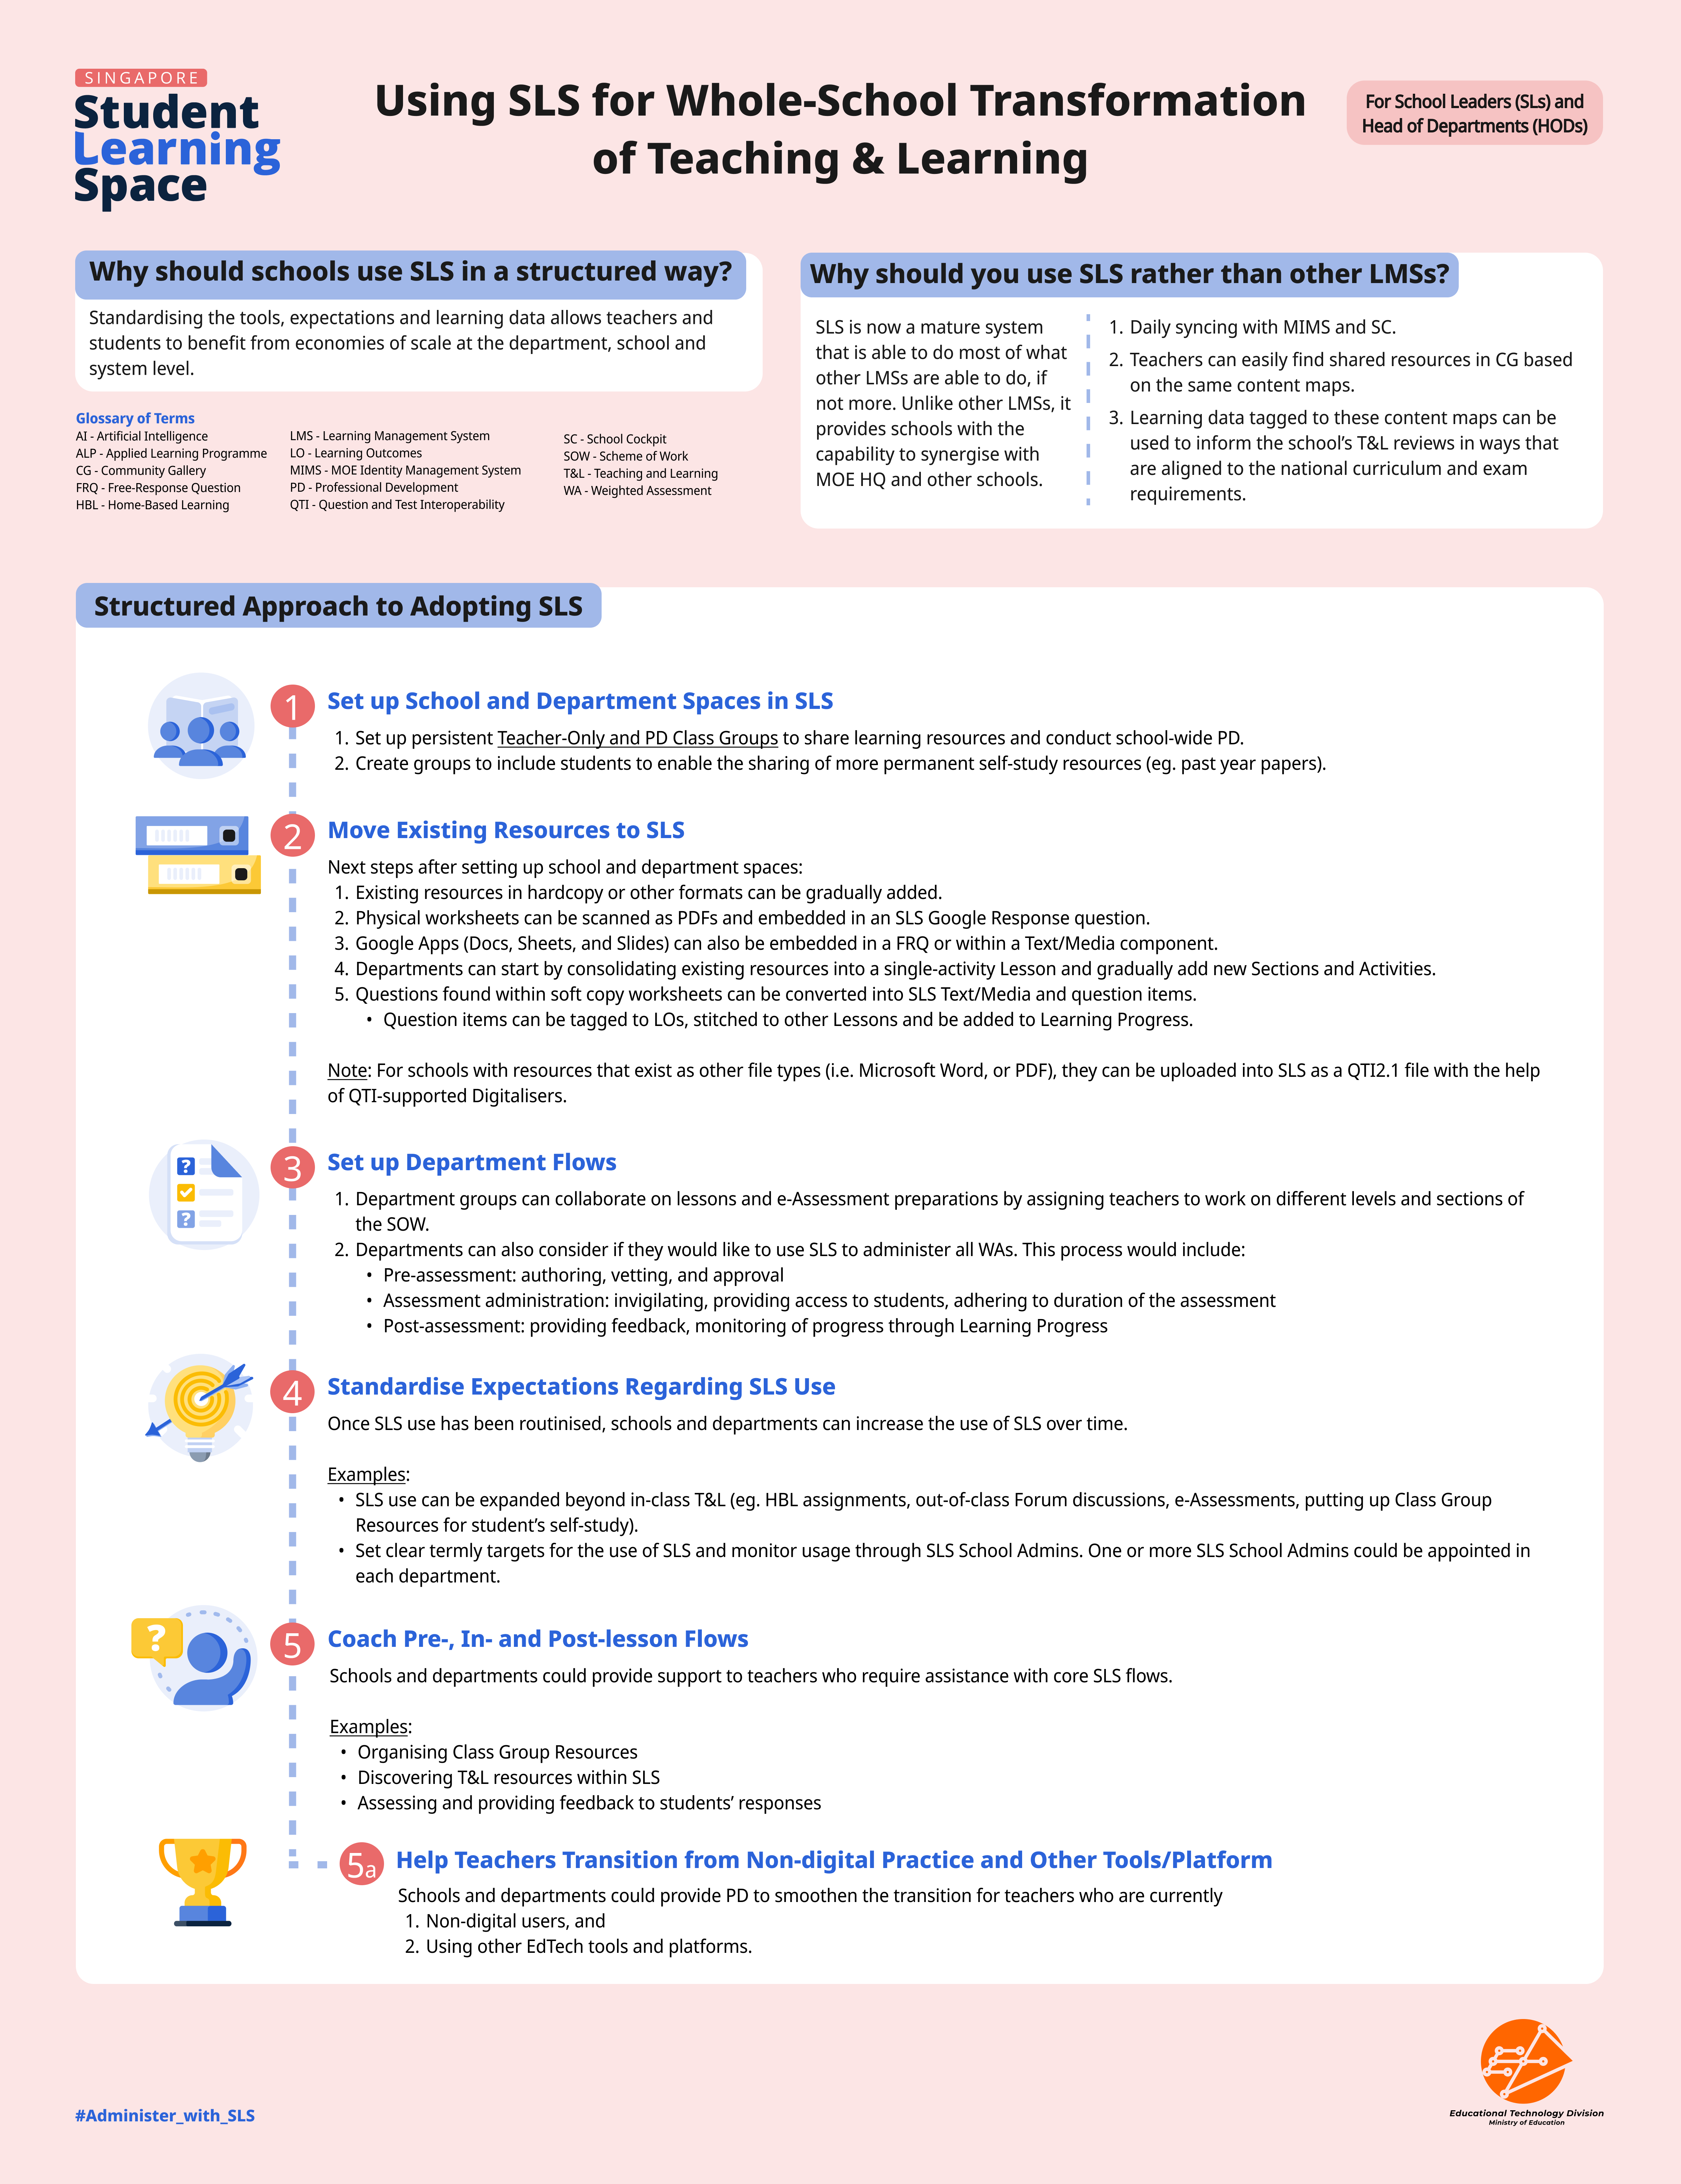 SINGAPORE
Student
Learning
Space
Using SLS for Whole-School Transformation
of Teaching & Learning
For School Leaders (SLs) and
Head of Departments (HODs)
Why should schools use SLS in a structured way?
Standardising the tools, expectations and learning data allows teachers and
students to benefit from economies of scale at the department, school and
system level.
Glossary of Terms
AI - Artificial Intelligence
ALP - Applied Learning Programme
CG - Community Gallery
FRQ - Free-Response Question
HBL - Home-Based Learning
LMS - Learning Management System
LO - Learning Outcomes
MIMS - MOE Identity Management System
PD - Professional Development
QTI - Question and Test Interoperability
SC - School Cockpit
SOW - Scheme of Work
T&L - Teaching and Learning
WA - Weighted Assessment
Why should you use SLS rather than other LMSs?
SLS is now a mature system
that is able to do most of what
other LMSs are able to do, if
not more. Unlike other LMSs, it
provides schools with the
capability to synergise with
MOE HQ and other schools.
1. Daily syncing with MIMS and SC.
2. Teachers can easily find shared resources in CG based
on the same content maps.
3. Learning data tagged to these content maps can be
used to inform the school's T&L reviews in ways that
are aligned to the national curriculum and exam
requirements.
Structured Approach to Adopting SLS
1
Set up School and Department Spaces in SLS
1. Set up persistent Teacher-Only and PD Class Groups to share learning resources and conduct school-wide PD.
2. Create groups to include students to enable the sharing of more permanent self-study resources (eg. past year papers).
2
Move Existing Resources to SLS
Next steps after setting up school and department spaces:
1. Existing resources in hardcopy or other formats can be gradually added.
2. Physical worksheets can be scanned as PDFs and embedded in an SLS Google Response question.
3. Google Apps (Docs, Sheets, and Slides) can also be embedded in a FRQ or within a Text/Media component.
4. Departments can start by consolidating existing resources into a single-activity Lesson and gradually add new Sections and Activities.
5. Questions found within soft copy worksheets can be converted into SLS Text/Media and question items.
• Question items can be tagged to LOs, stitched to other Lessons and be added to Learning Progress.
Note: For schools with resources that exist as other file types (i.e. Microsoft Word, or PDF), they can be uploaded into SLS as a QTI2.1 file with the help
of QTI-supported Digitalisers.
?
?
3
Set up Department Flows
1. Department groups can collaborate on lessons and e-Assessment preparations by assigning teachers to work on different levels and sections of
the SOW.
2. Departments can also consider if they would like to use SLS to administer all WAs. This process would include:
• Pre-assessment: authoring, vetting, and approval
• Assessment administration: invigilating, providing access to students, adhering to duration of the assessment
• Post-assessment: providing feedback, monitoring of progress through Learning Progress
4
Standardise Expectations Regarding SLS Use
Once SLS use has been routinised, schools and departments can increase the use of SLS over time.
Examples:
• SLS use can be expanded beyond in-class T&L (eg. HBL assignments, out-of-class Forum discussions, e-Assessments, putting up Class Group
Resources for student's self-study).
• Set clear termly targets for the use of SLS and monitor usage through SLS School Admins. One or more SLS School Admins could be appointed in
each department.
?
5
Coach Pre-, In- and Post-lesson Flows
Schools and departments could provide support to teachers who require assistance with core SLS flows.
Examples:
• Organising Class Group Resources
• Discovering T&L resources within SLS
• Assessing and providing feedback to students' responses
5a
Help Teachers Transition from Non-digital Practice and Other Tools/Platform
Schools and departments could provide PD to smoothen the transition for teachers who are currently
1. Non-digital users, and
2. Using other EdTech tools and platforms.
#Administer_with_SLS
Educational Technology Division
Ministry of Education